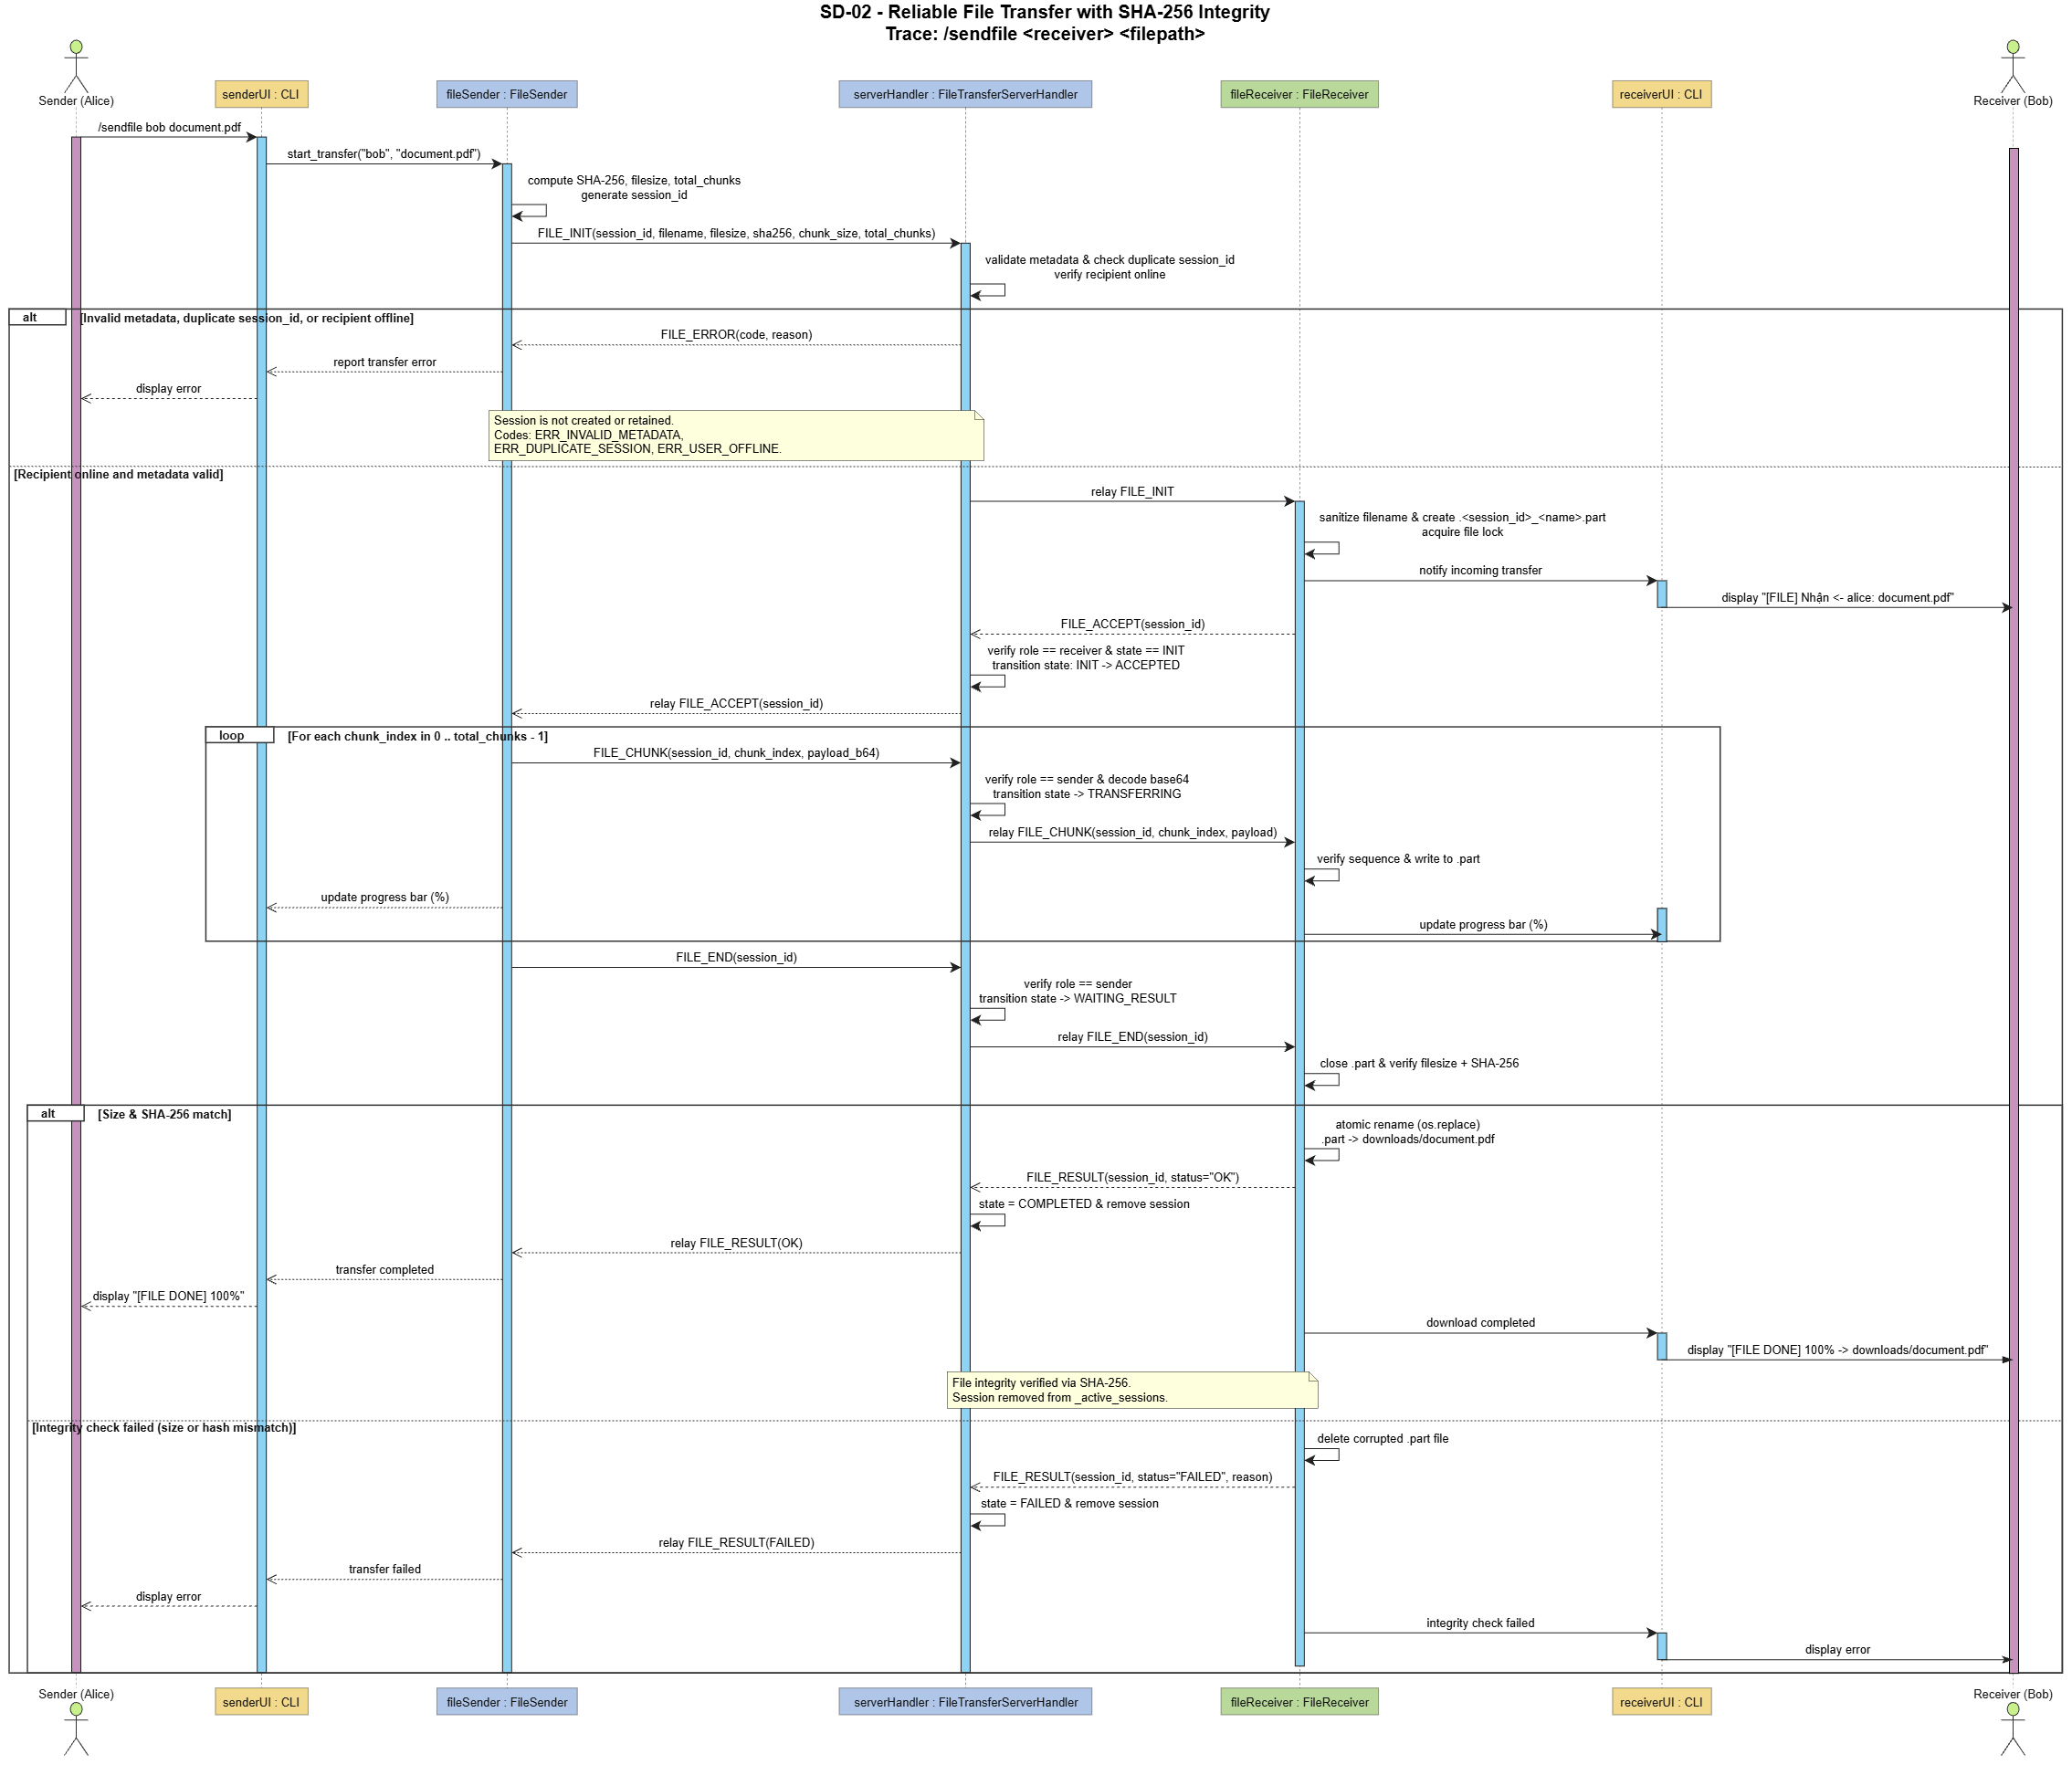 SD-02 - Reliable File Transfer with SHA-256 Integrity
Trace: /sendfile <receiver> <filepath>
Sender (Alice)
senderUI : CLI
fileSender : FileSender
serverHandler : FileTransferServerHandler
fileReceiver : FileReceiver
receiverUI : CLI
Receiver (Bob)
/sendfile bob document.pdf
start_transfer("bob", "document.pdf")
compute SHA-256, filesize, total_chunks
generate session_id
FILE_INIT(session_id, filename, filesize, sha256, chunk_size, total_chunks)
validate metadata & check duplicate session_id
verify recipient online
alt
[Invalid metadata, duplicate session_id, or recipient offline]
FILE_ERROR(code, reason)
report transfer error
display error
Session is not created or retained.
Codes: ERR_INVALID_METADATA,
ERR_DUPLICATE_SESSION, ERR_USER_OFFLINE.
[Recipient online and metadata valid]
relay FILE_INIT
sanitize filename & create .<session_id>_<name>.part
acquire file lock
notify incoming transfer
display "[FILE] Nhận <- alice: document.pdf"
FILE_ACCEPT(session_id)
verify role == receiver & state == INIT
transition state: INIT -> ACCEPTED
relay FILE_ACCEPT(session_id)
loop
[For each chunk_index in 0 .. total_chunks - 1]
FILE_CHUNK(session_id, chunk_index, payload_b64)
verify role == sender & decode base64
transition state -> TRANSFERRING
relay FILE_CHUNK(session_id, chunk_index, payload)
verify sequence & write to .part
update progress bar (%)
update progress bar (%)
FILE_END(session_id)
verify role == sender
transition state -> WAITING_RESULT
relay FILE_END(session_id)
close .part & verify filesize + SHA-256
alt
[Size & SHA-256 match]
atomic rename (os.replace)
.part -> downloads/document.pdf
FILE_RESULT(session_id, status="OK")
state = COMPLETED & remove session
relay FILE_RESULT(OK)
transfer completed
display "[FILE DONE] 100%"
download completed
display "[FILE DONE] 100% -> downloads/document.pdf"
File integrity verified via SHA-256.
Session removed from _active_sessions.
[Integrity check failed (size or hash mismatch)]
delete corrupted .part file
FILE_RESULT(session_id, status="FAILED", reason)
state = FAILED & remove session
relay FILE_RESULT(FAILED)
transfer failed
display error
integrity check failed
display error
Sender (Alice)
senderUI : CLI
fileSender : FileSender
serverHandler : FileTransferServerHandler
fileReceiver : FileReceiver
receiverUI : CLI
Receiver (Bob)